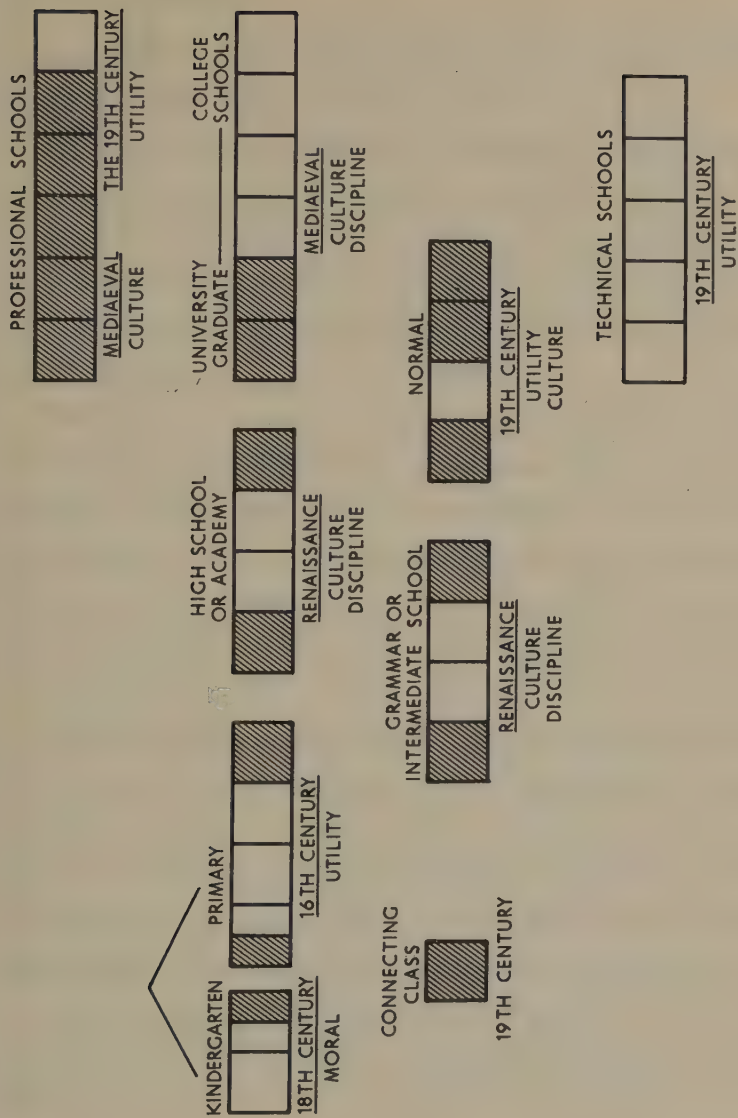 KINDERGARTEN
18TH CENTURY
MORAL
PRIMARY
16TH CENTURY
UTILITY
HIGH SCHOOL
OR ACADEMY
RENAISSANCE
CULTURE
DISCIPLINE
UNIVERSITY
GRADUATE
COLLEGE
SCHOOLS
MEDIAEVAL
CULTURE
DISCIPLINE
PROFESSIONAL SCHOOLS
MEDIAEVAL
CULTURE
THE 19TH CENTURY
UTILITY
CONNECTING
CLASS
19TH CENTURY
GRAMMAR OR
INTERMEDIATE SCHOOL
RENAISSANCE
CULTURE
DISCIPLINE
NORMAL
19TH CENTURY
UTILITY
CULTURE
TECHNICAL SCHOOLS
19TH CENTURY
UTILITY